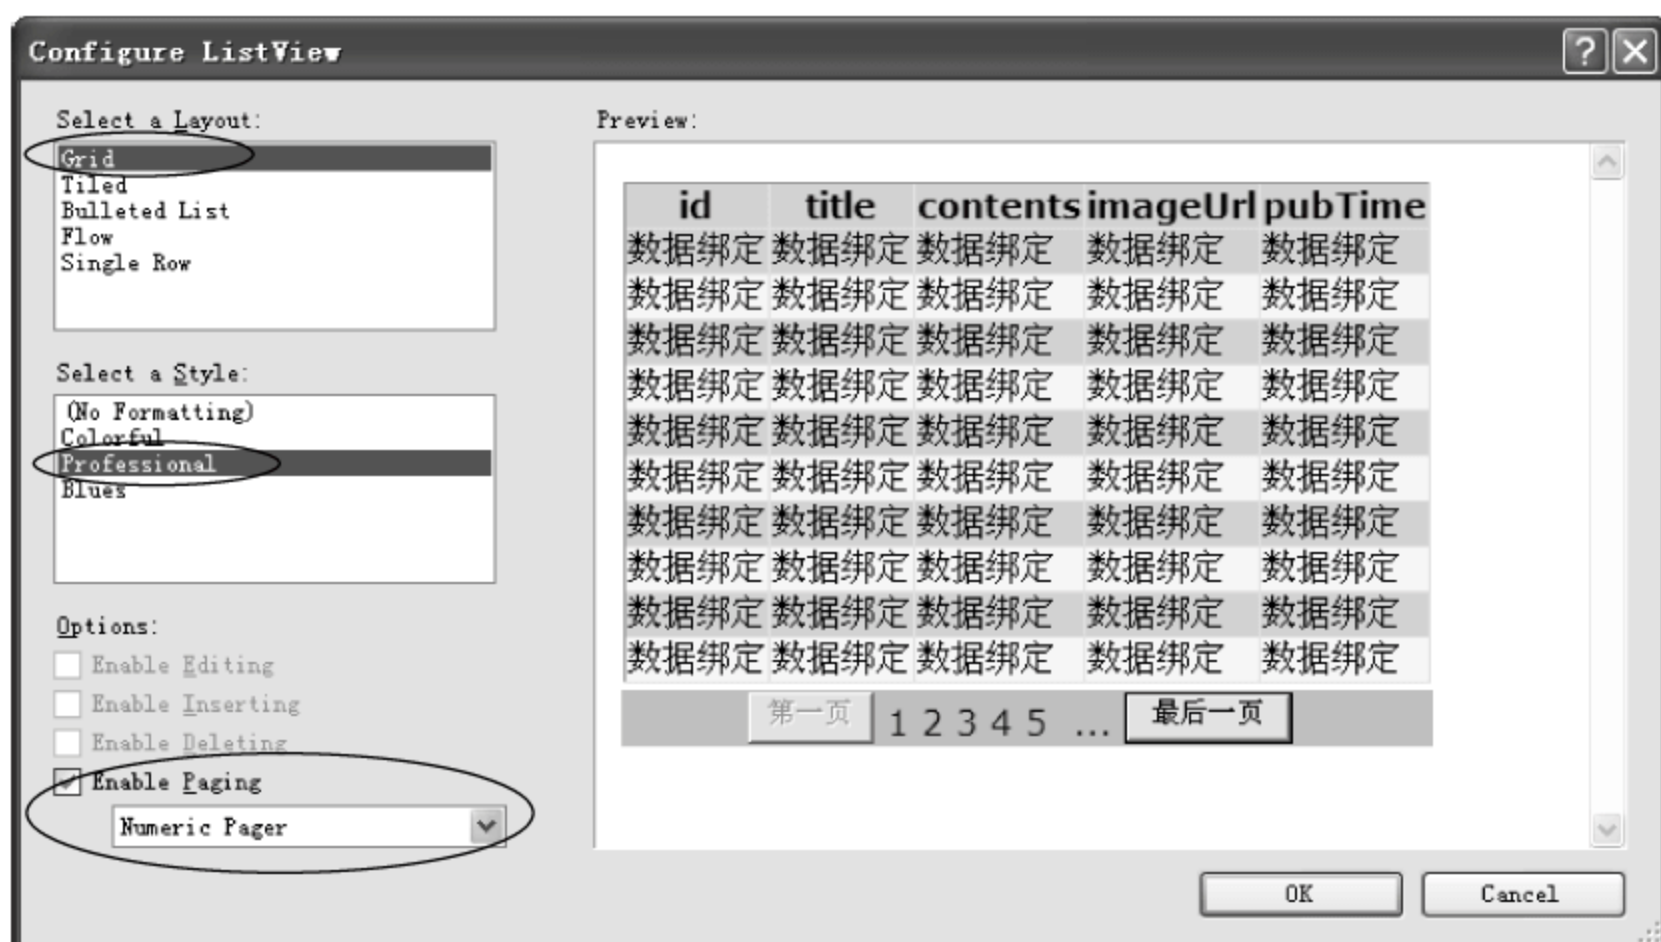 Configure ListView
Select a Layout:
Grid
Tiled
Bulleted List
Flow
Single Row
Select a Style:
(No Formatting)
Colorful
Professional
Blues
Options:
Enable Editing
Enable Inserting
Enable Deleting
Enable Paging
Numeric Pager
Preview:
id title contents imageUrl pubTime
数据绑定 数据绑定 数据绑定 数据绑定 数据绑定
数据绑定 数据绑定 数据绑定 数据绑定 数据绑定
数据绑定 数据绑定 数据绑定 数据绑定 数据绑定
数据绑定 数据绑定 数据绑定 数据绑定 数据绑定
数据绑定 数据绑定 数据绑定 数据绑定 数据绑定
数据绑定 数据绑定 数据绑定 数据绑定 数据绑定
数据绑定 数据绑定 数据绑定 数据绑定 数据绑定
数据绑定 数据绑定 数据绑定 数据绑定 数据绑定
数据绑定 数据绑定 数据绑定 数据绑定 数据绑定
数据绑定 数据绑定 数据绑定 数据绑定 数据绑定
第一页 1 2 3 4 5 ... 最后一页
OK Cancel